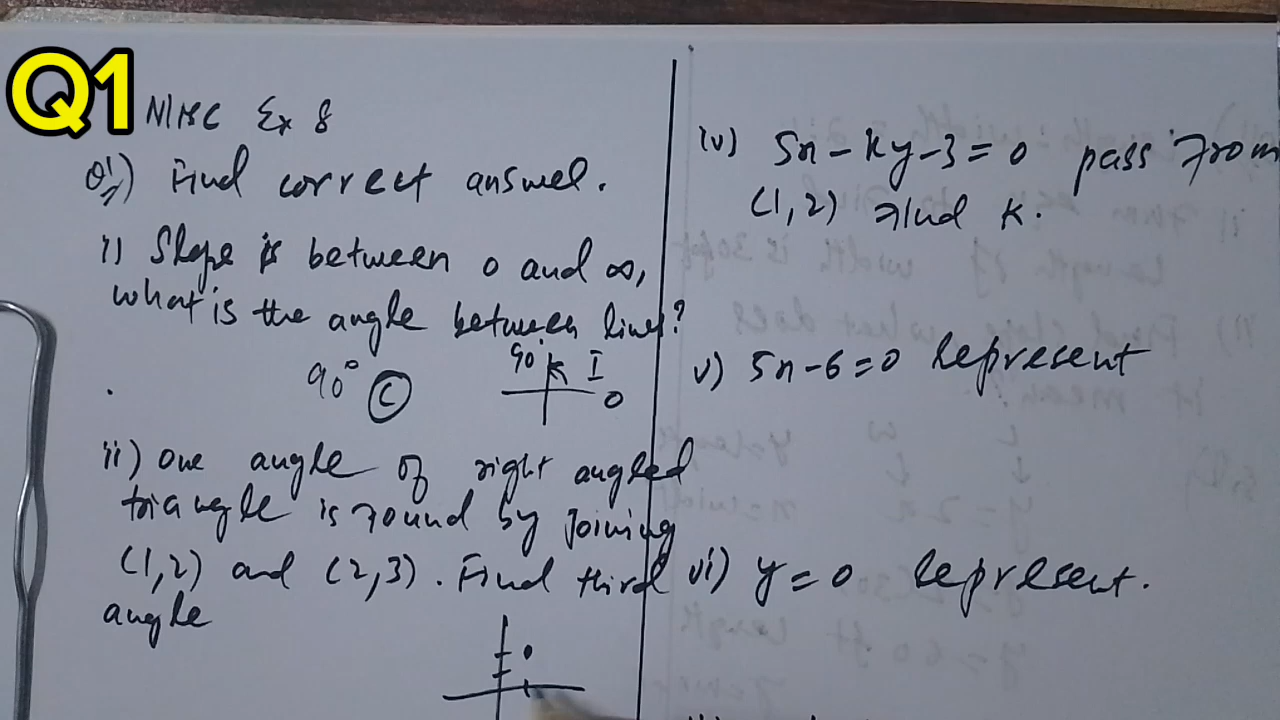 Q1
Ex 8
Q1) Find correct answer.
i) Slope is between 0 and ∞,
what is the angle between lines?
90° C
90 I
0
ii) One angle of right angled
triangle is found by joining
(1,2) and (2,3). Find third
angle
iv) 5x - ky - 3 = 0 pass from
(1,2) Find K.
v) 5x - 6 = 0 represent
vi) y = 0 represent.